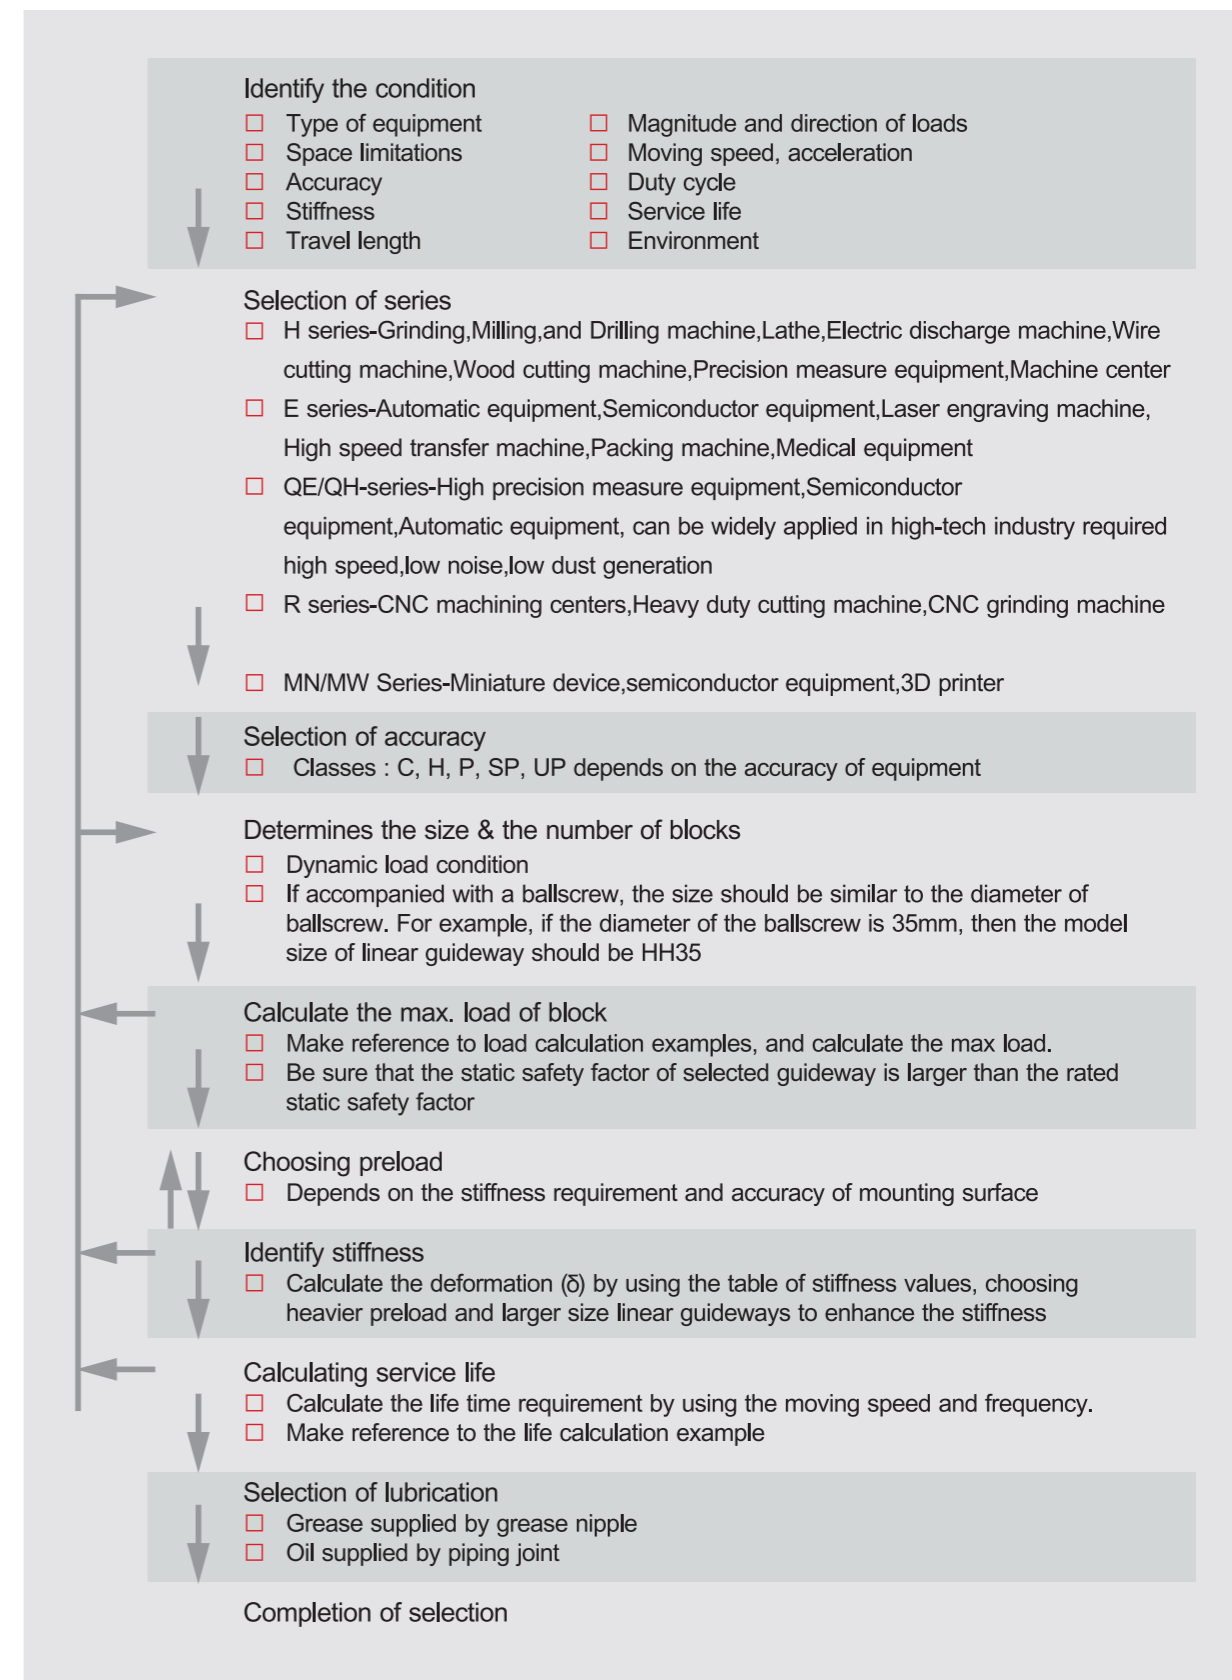 Identify the condition
Type of equipment
Space limitations
Accuracy
Stiffness
Travel length
Magnitude and direction of loads
Moving speed, acceleration
Duty cycle
Service life
Environment
Selection of series
H series-Grinding,Milling,and Drilling machine,Lathe,Electric discharge machine,Wire
cutting machine,Wood cutting machine,Precision measure equipment,Machine center
E series-Automatic equipment,Semiconductor equipment,Laser engraving machine,
High speed transfer machine,Packing machine,Medical equipment
QE/QH-series-High precision measure equipment,Semiconductor
equipment,Automatic equipment, can be widely applied in high-tech industry required
high speed,low noise,low dust generation
R series-CNC machining centers,Heavy duty cutting machine,CNC grinding machine
MN/MW Series-Miniature device,semiconductor equipment,3D printer
Selection of accuracy
Classes : C, H, P, SP, UP depends on the accuracy of equipment
Determines the size & the number of blocks
Dynamic load condition
If accompanied with a ballscrew, the size should be similar to the diameter of
ballscrew. For example, if the diameter of the ballscrew is 35mm, then the model
size of linear guideway should be HH35
Calculate the max. load of block
Make reference to load calculation examples, and calculate the max load.
Be sure that the static safety factor of selected guideway is larger than the rated
static safety factor
Choosing preload
Depends on the stiffness requirement and accuracy of mounting surface
Identify stiffness
Calculate the deformation (δ) by using the table of stiffness values, choosing
heavier preload and larger size linear guideways to enhance the stiffness
Calculating service life
Calculate the life time requirement by using the moving speed and frequency.
Make reference to the life calculation example
Selection of lubrication
Grease supplied by grease nipple
Oil supplied by piping joint
Completion of selection